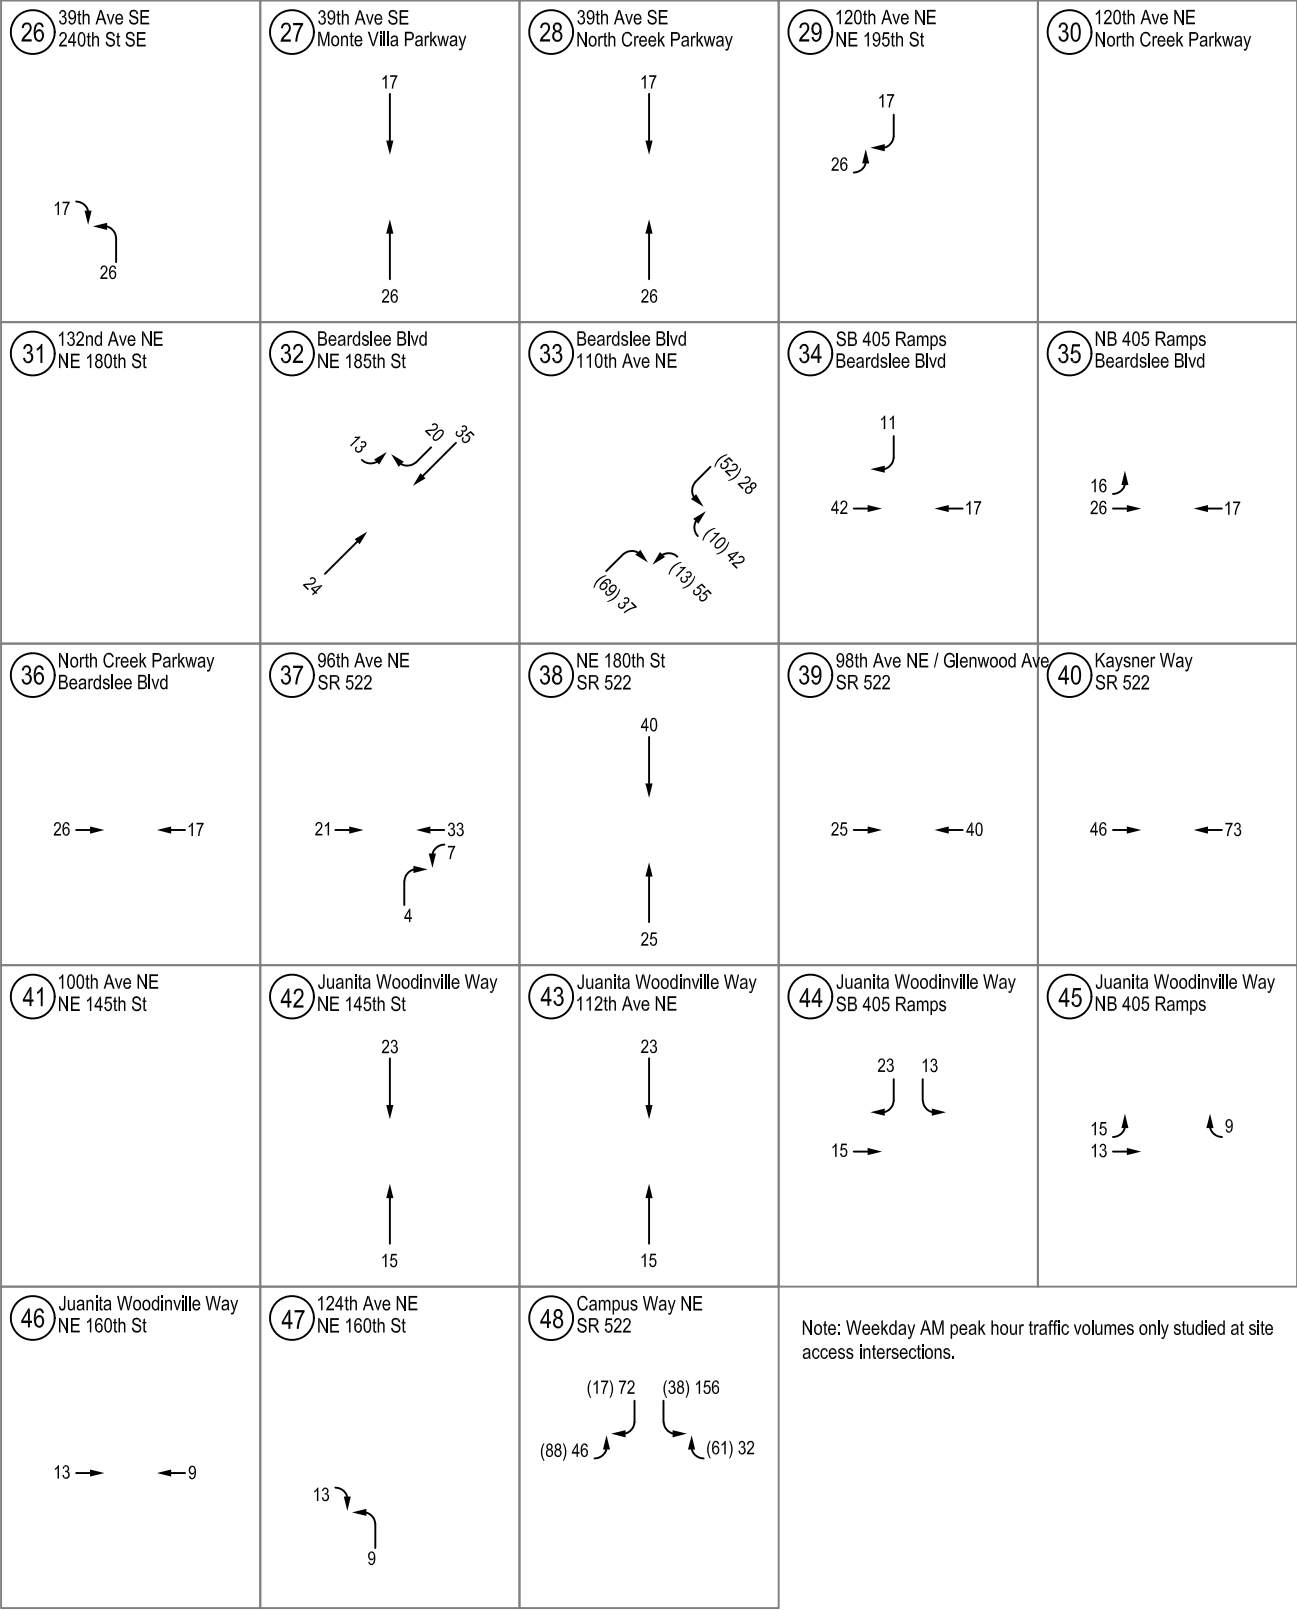 26
39th Ave SE
240th St SE
17
26
27
39th Ave SE
Monte Villa Parkway
17
26
28
39th Ave SE
North Creek Parkway
17
26
29
120th Ave NE
NE 195th St
17
26
30
120th Ave NE
North Creek Parkway
31
132nd Ave NE
NE 180th St
32
Beardslee Blvd
NE 185th St
13
20
35
24
33
Beardslee Blvd
110th Ave NE
(52) 28
(10) 42
(13) 55
(69) 37
34
SB 405 Ramps
Beardslee Blvd
11
42
17
35
NB 405 Ramps
Beardslee Blvd
16
26
17
36
North Creek Parkway
Beardslee Blvd
26
17
37
96th Ave NE
SR 522
21
33
7
4
38
NE 180th St
40
25
39
98th Ave NE / Glenwood Ave
SR 522
25
40
40
Kaysner Way
SR 522
46
73
41
100th Ave NE
NE 145th St
42
Juanita Woodinville Way
NE 145th St
23
15
43
Juanita Woodinville Way
112th Ave NE
23
15
44
Juanita Woodinville Way
SB 405 Ramps
23
13
15
45
Juanita Woodinville Way
NB 405 Ramps
15
13
9
46
Juanita Woodinville Way
NE 160th St
13
9
47
124th Ave NE
NE 160th St
13
9
48
Campus Way NE
SR 522
(17) 72
(38) 156
(88) 46
(61) 32
Note: Weekday AM peak hour traffic volumes only studied at site
access intersections.